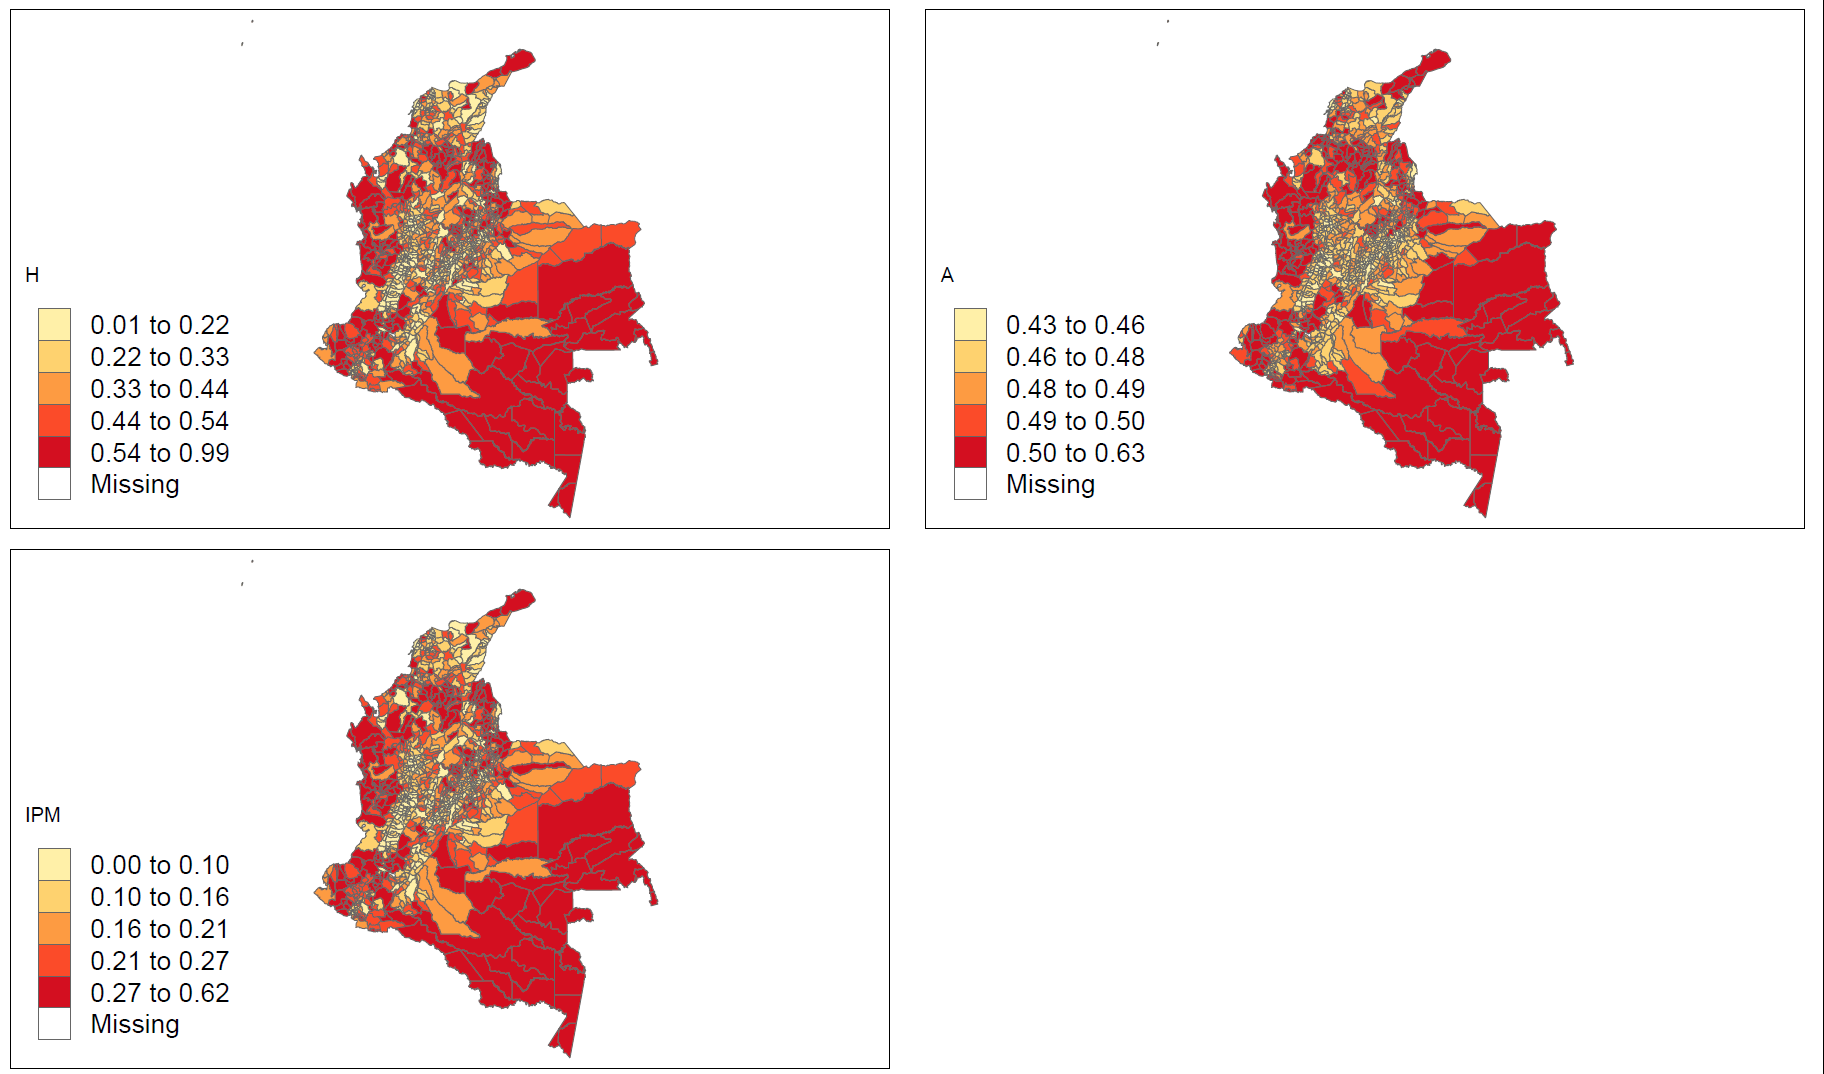 H
0.01 to 0.22
0.22 to 0.33
0.33 to 0.44
0.44 to 0.54
0.54 to 0.99
Missing
A
0.43 to 0.46
0.46 to 0.48
0.48 to 0.49
0.49 to 0.50
0.50 to 0.63
Missing
IPM
0.00 to 0.10
0.10 to 0.16
0.16 to 0.21
0.21 to 0.27
0.27 to 0.62
Missing